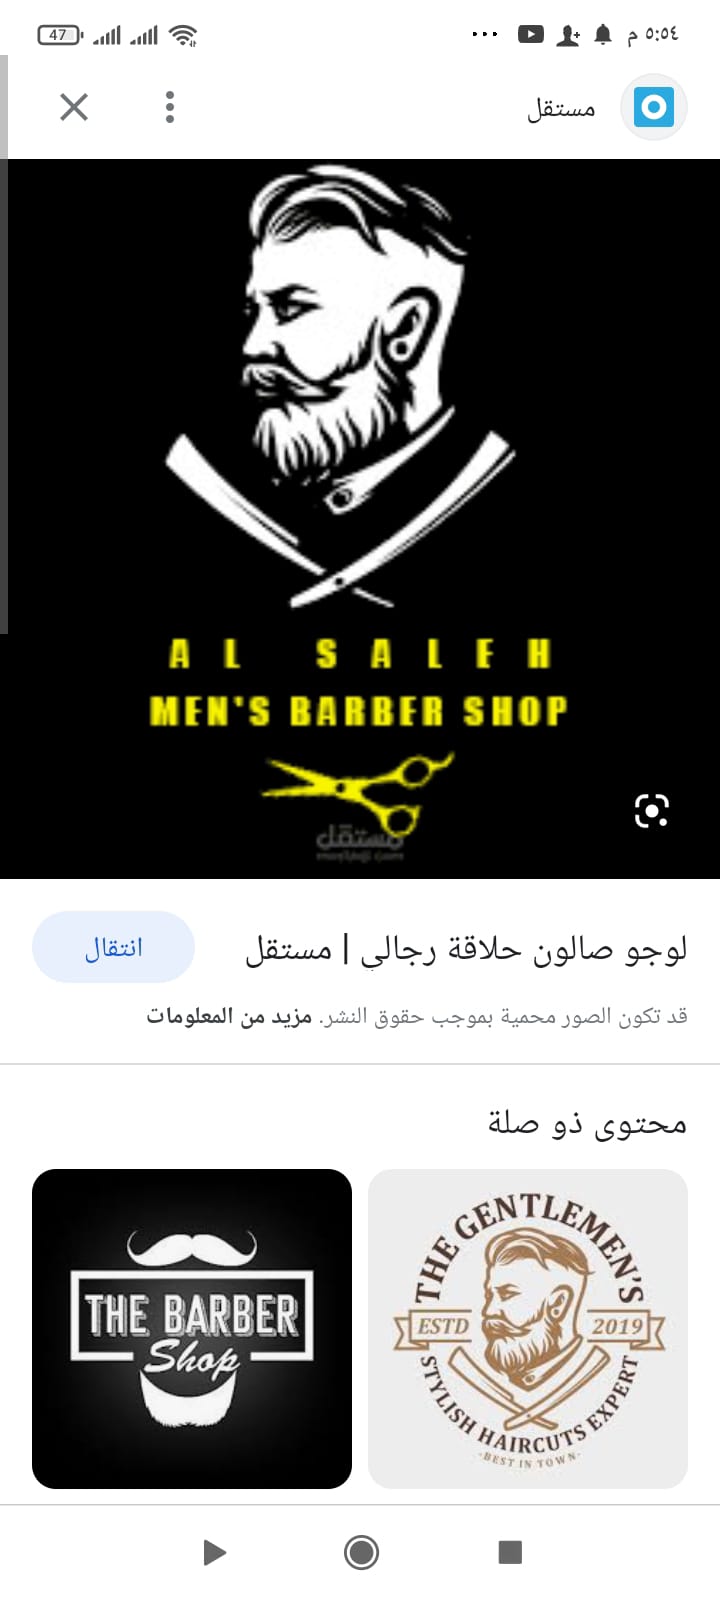 47
٥:٥٤ م
مستقل
AL SALEH
MEN'S BARBER SHOP
مستقل
mostaql.com
لوجو صالون حلاقة رجالي | مستقل
انتقال
قد تكون الصور محمية بموجب حقوق النشر. مزيد من المعلومات
محتوى ذو صلة
THE BARBER
Shop
THE GENTLEMEN'S
ESTD 2019
STYLISH HAIRCUTS EXPERT
-BEST IN TOWN-